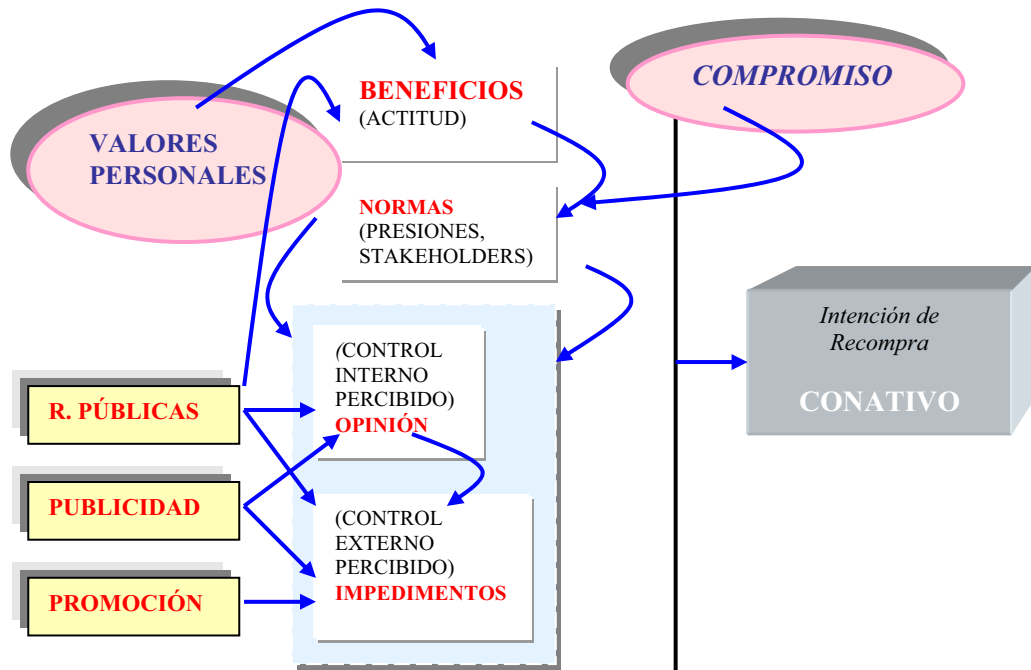 BENEFICIOS
(ACTITUD)
COMPROMISO
VALORES
PERSONALES
NORMAS
(PRESIONES,
STAKEHOLDERS)
Intención de
Recompra
CONATIVO
(CONTROL
INTERNO
PERCIBIDO)
OPINIÓN
R. PÚBLICAS
PUBLICIDAD
(CONTROL
EXTERNO
PERCIBIDO)
IMPEDIMENTOS
PROMOCIÓN